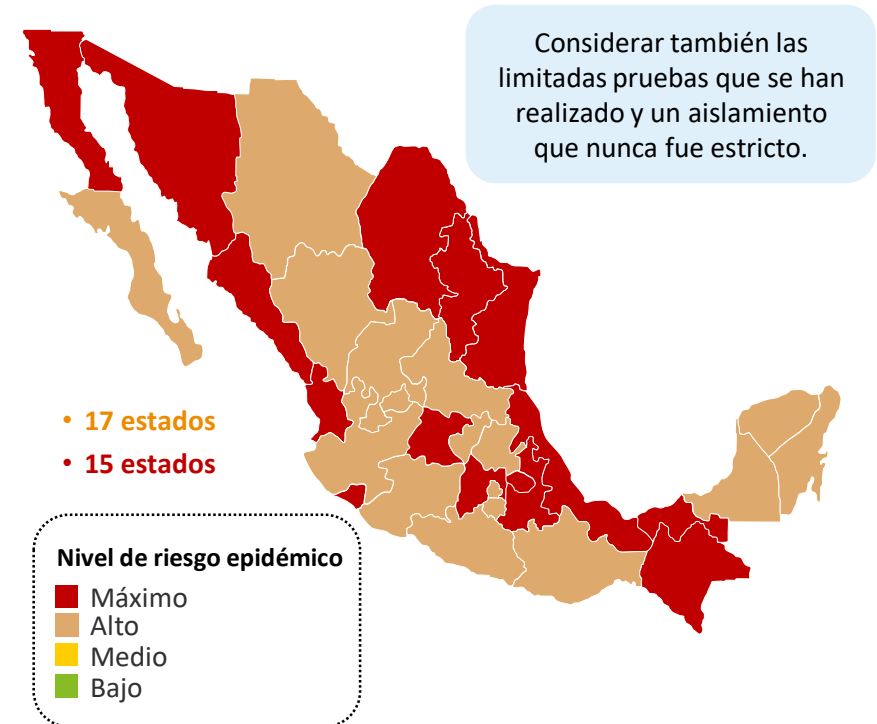 Considerar también las
limitadas pruebas que se han
realizado y un aislamiento
que nunca fue estricto.
• 17 estados
• 15 estados
Nivel de riesgo epidémico
Máximo
Alto
Medio
Bajo